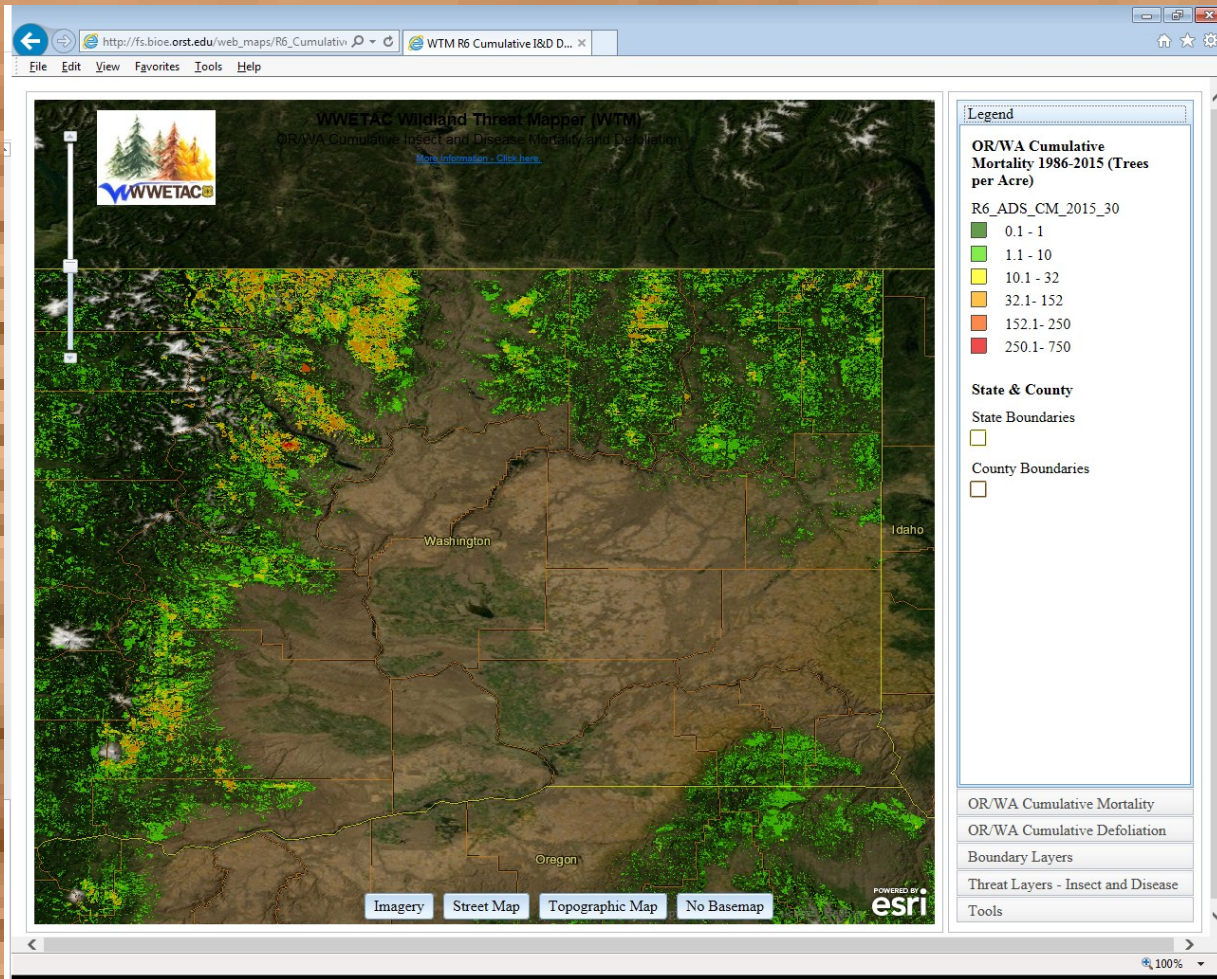 http://fs.bioe.orst.edu/web_maps/R6_Cumulativ
WTM R6 Cumulative I&D D...
File Edit View Favorites Tools Help
WWETAC
WWETAC Wildland Threat Mapper (WTM)
OR/WA Cumulative Insect and Disease Mortality and Defoliation
More Information - Click here.
Washington
Idaho
Oregon
Imagery Street Map Topographic Map No Basemap
POWERED BY
esri
Legend
OR/WA Cumulative
Mortality 1986-2015 (Trees
per Acre)
R6_ADS_CM_2015_30
0.1 - 1
1.1 - 10
10.1 - 32
32.1- 152
152.1- 250
250.1- 750
State & County
State Boundaries
County Boundaries
OR/WA Cumulative Mortality
OR/WA Cumulative Defoliation
Boundary Layers
Threat Layers - Insect and Disease
Tools
100%